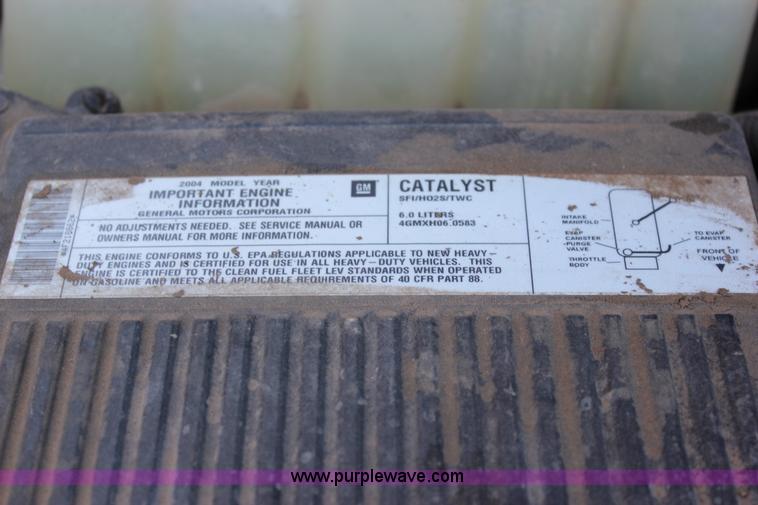 2004 MODEL YEAR
IMPORTANT ENGINE
INFORMATION
GENERAL MOTORS CORPORATION
GM
* NO ADJUSTMENTS NEEDED. SEE SERVICE MANUAL OR
OWNERS MANUAL FOR MORE INFORMATION.
CATALYST
SFI/HO2S/TWC
6.0 LITERS
4GMXH06.0583
THIS ENGINE CONFORMS TO U.S. EPA REGULATIONS APPLICABLE TO NEW HEAVY-
DUTY ENGINES AND IS CERTIFIED FOR USE IN ALL HEAVY-DUTY VEHICLES. THIS
ENGINE IS CERTIFIED TO THE CLEAN FUEL FLEET LEV STANDARDS WHEN OPERATED
ON GASOLINE AND MEETS ALL APPLICABLE REQUIREMENTS OF 40 CFR PART 88.
INTAKE
MANIFOLD
EVAP
CANISTER
PURGE
VALVE
THROTTLE
BODY
TO EVAP
CANISTER
FRONT OF
VEHICLE
www.purplewave.com